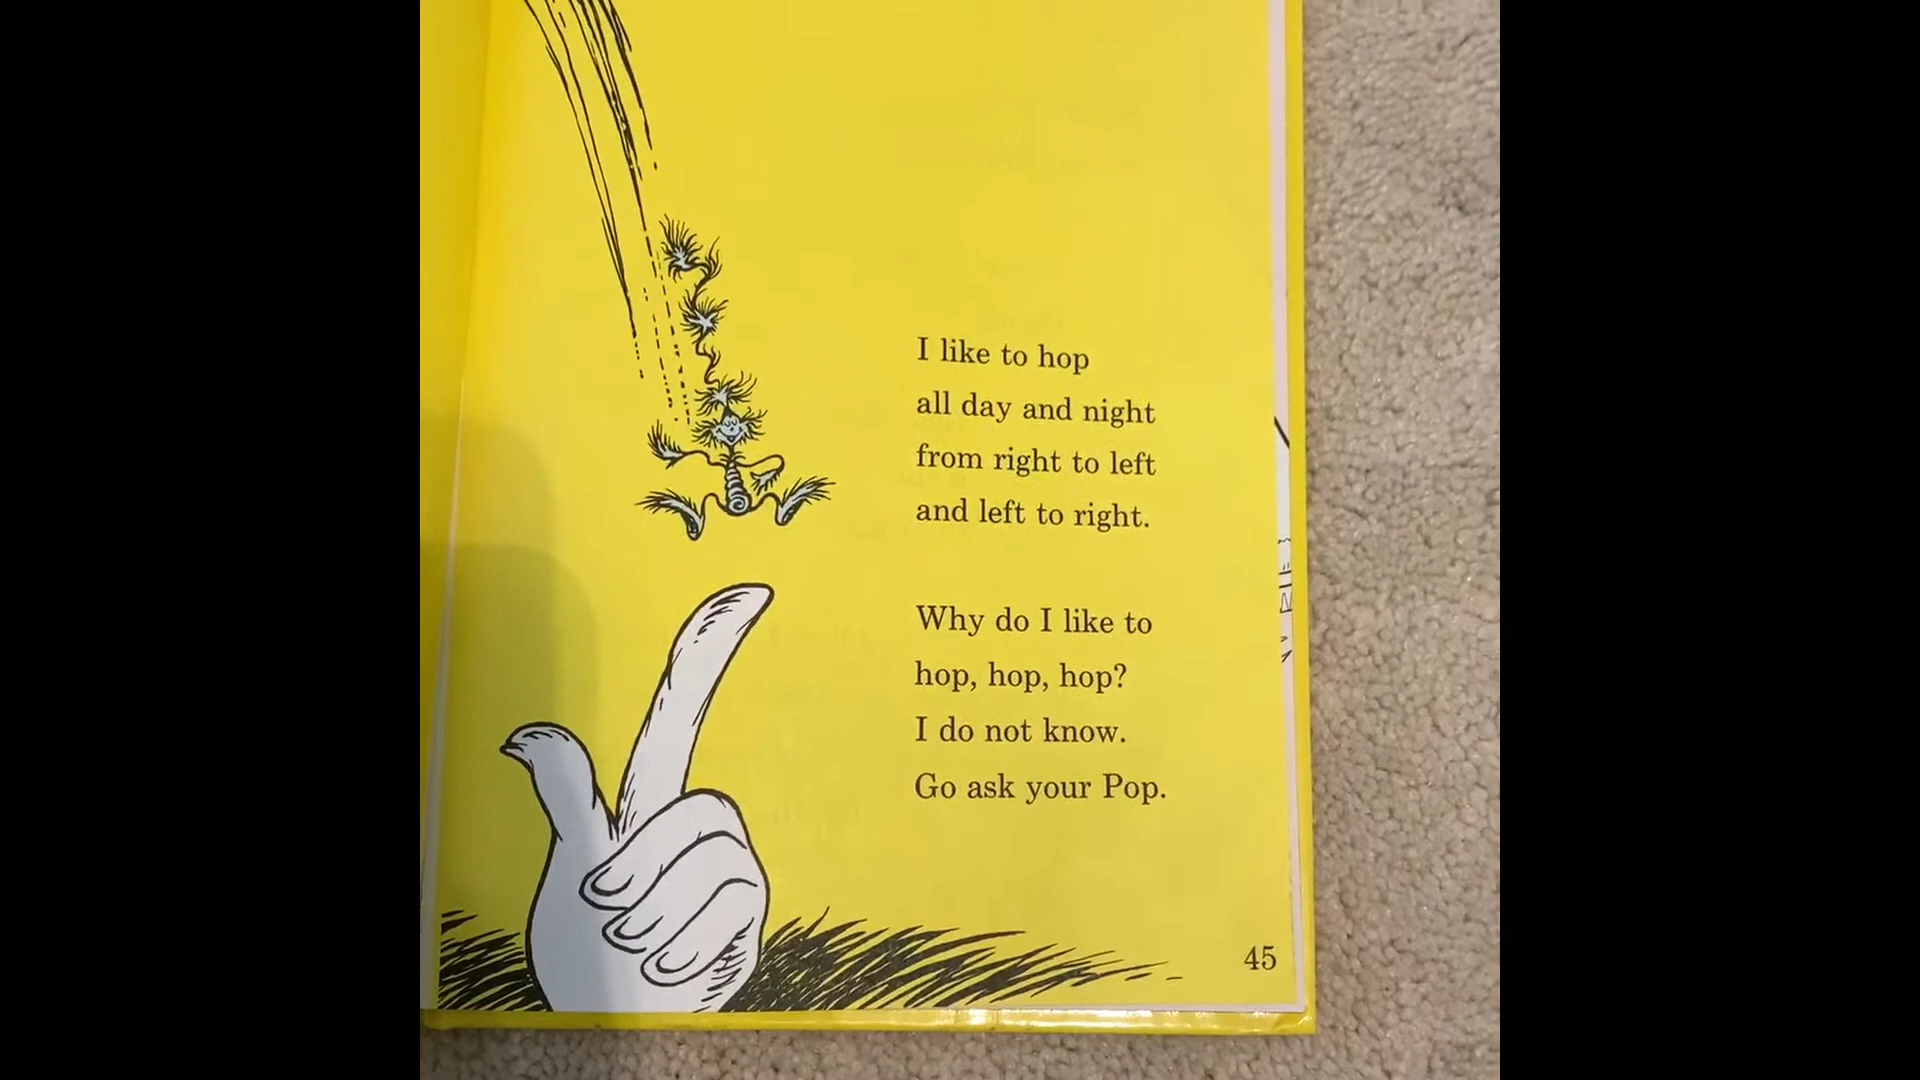 I like to hop
all day and night
from right to left
and left to right.
Why do I like to
hop, hop, hop?
I do not know.
Go ask your Pop.
45